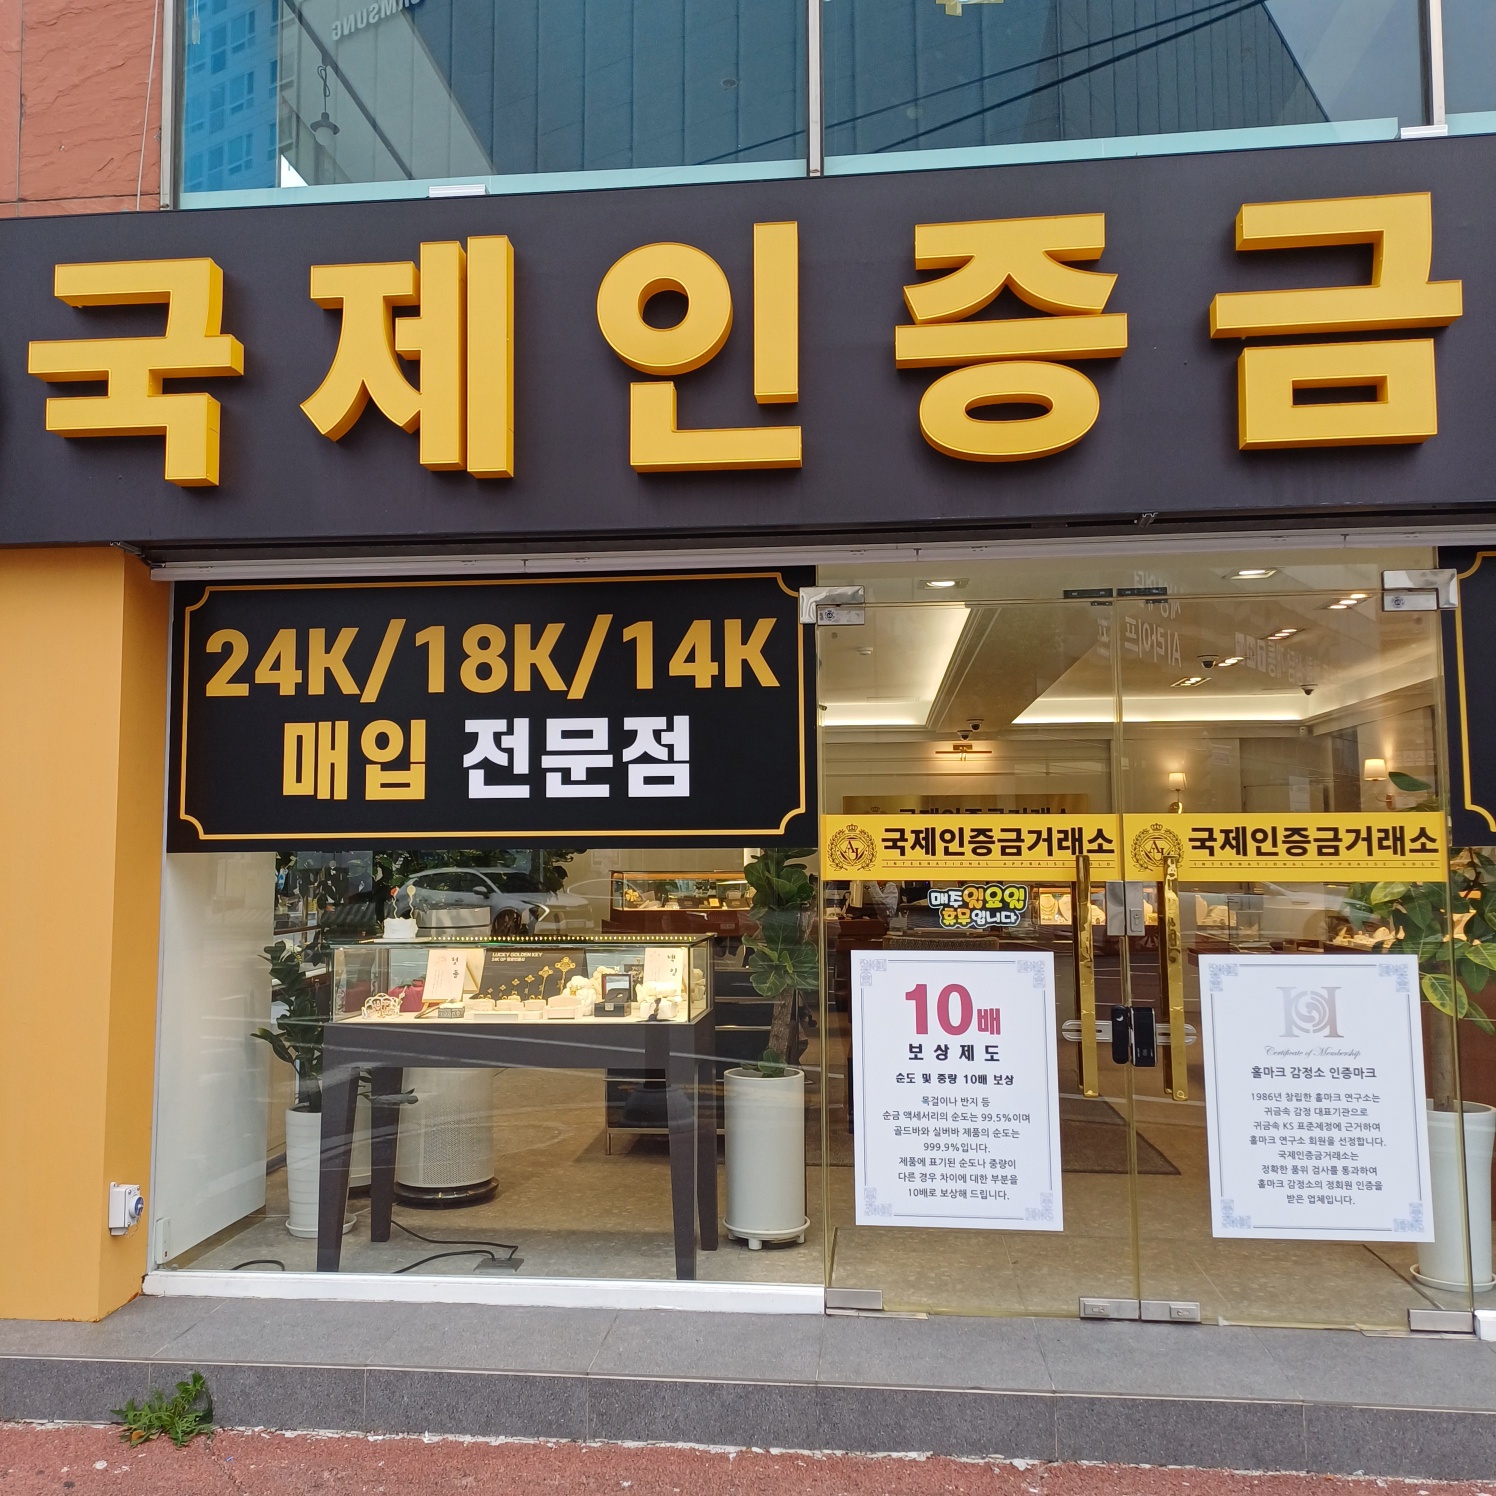 국제인증금
24K/18K/14K
매입 전문점
국제인증금거래소
INTERNATIONAL APPRAISE GOLD
국제인증금거래소
INTERNATIONAL APPRAISE GOLD
매주일요일
휴무입니다
LUCKY GOLDEN KEY
10배
보상제도
순도 및 중량 10배 보상
목걸이나 반지 등
순금 액세서리의 순도는 99.5%이며
골드바와 실버바 제품의 순도는
999.9%입니다.
제품에 표기된 순도나 중량이
다른 경우 차이에 대한 부분을
10배로 보상해 드립니다.
Certificate of Membership
홀마크 감정소 인증마크
1986년 창립한 홀마크 연구소는
귀금속 감정 대표기관으로
귀금속 KS 표준제정에 근거하여
홀마크 연구소 회원을 선정합니다.
국제인증금거래소는
정확한 품위 검사를 통과하여
홀마크 감정소의 정회원 인증을
받은 업체입니다.
SAMSUNG